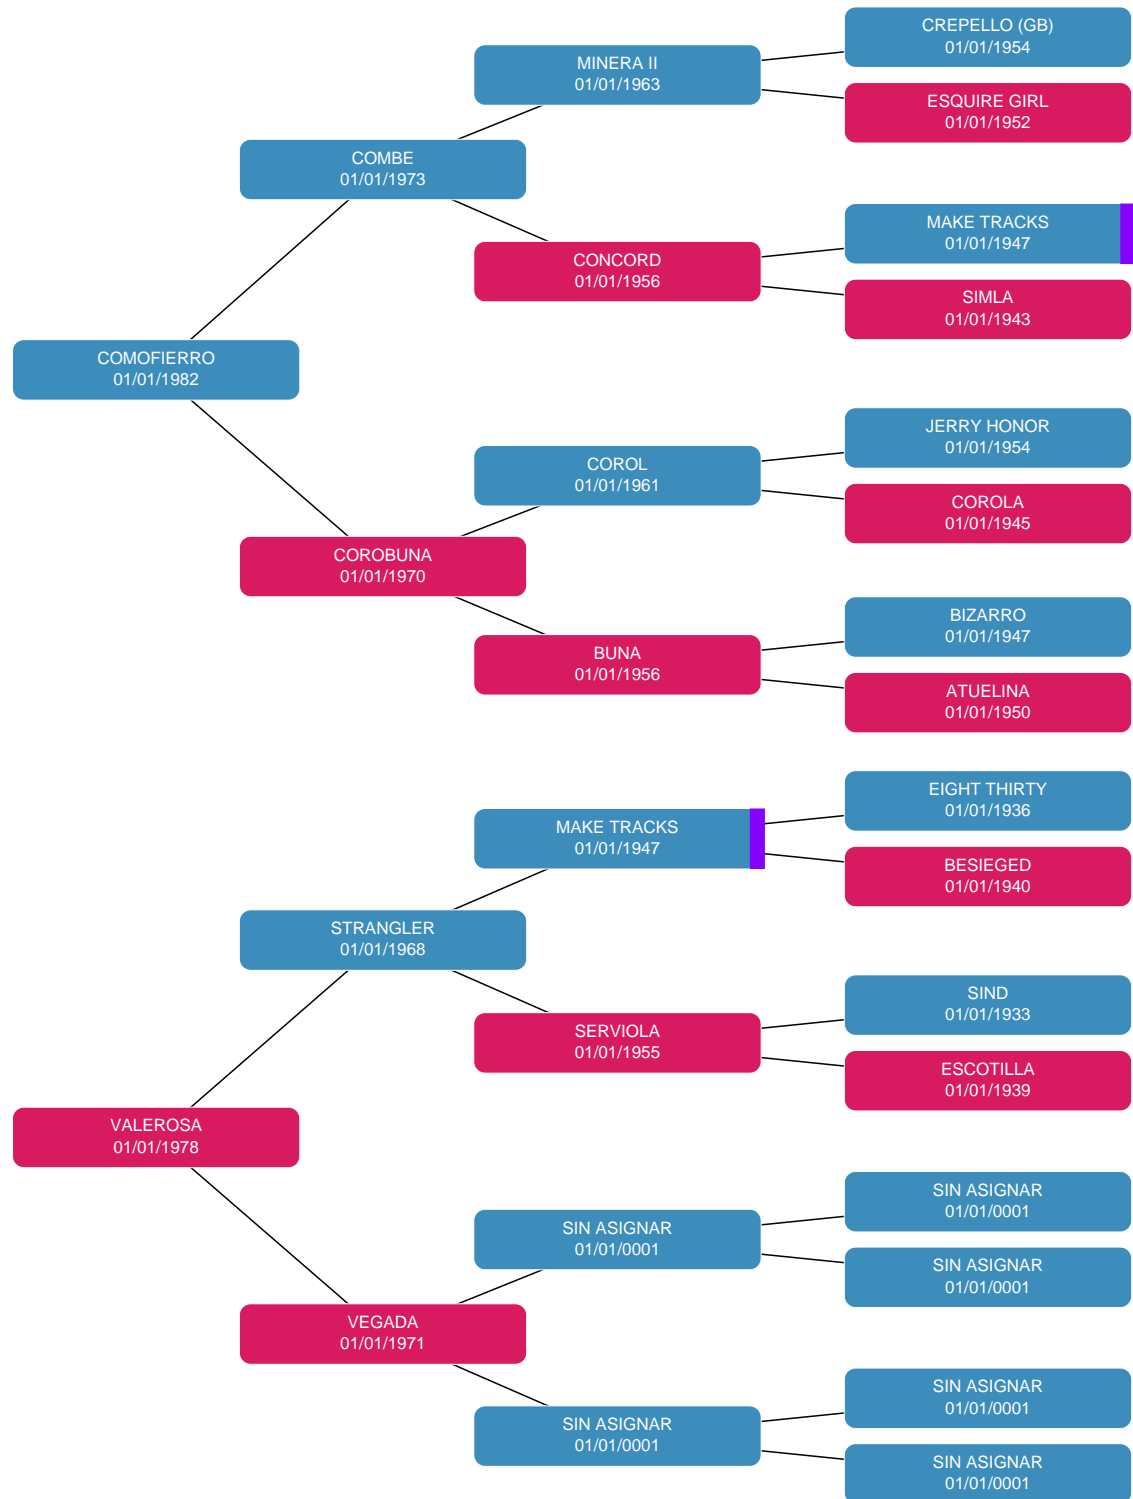 CREPELLO (GB)
01/01/1954
MINERA II
01/01/1963
ESQUIRE GIRL
01/01/1952
COMBE
01/01/1973
MAKE TRACKS
01/01/1947
CONCORD
01/01/1956
SIMLA
01/01/1943
COMOFIERRO
01/01/1982
JERRY HONOR
01/01/1954
COROL
01/01/1961
COROLA
01/01/1945
COROBUNA
01/01/1970
BIZARRO
01/01/1947
BUNA
01/01/1956
ATUELINA
01/01/1950
EIGHT THIRTY
01/01/1936
MAKE TRACKS
01/01/1947
BESIEGED
01/01/1940
STRANGLER
01/01/1968
SIND
01/01/1933
SERVIOLA
01/01/1955
ESCOTILLA
01/01/1939
VALEROSA
01/01/1978
SIN ASIGNAR
01/01/0001
SIN ASIGNAR
01/01/0001
SIN ASIGNAR
01/01/0001
VEGADA
01/01/1971
SIN ASIGNAR
01/01/0001
SIN ASIGNAR
01/01/0001
SIN ASIGNAR
01/01/0001